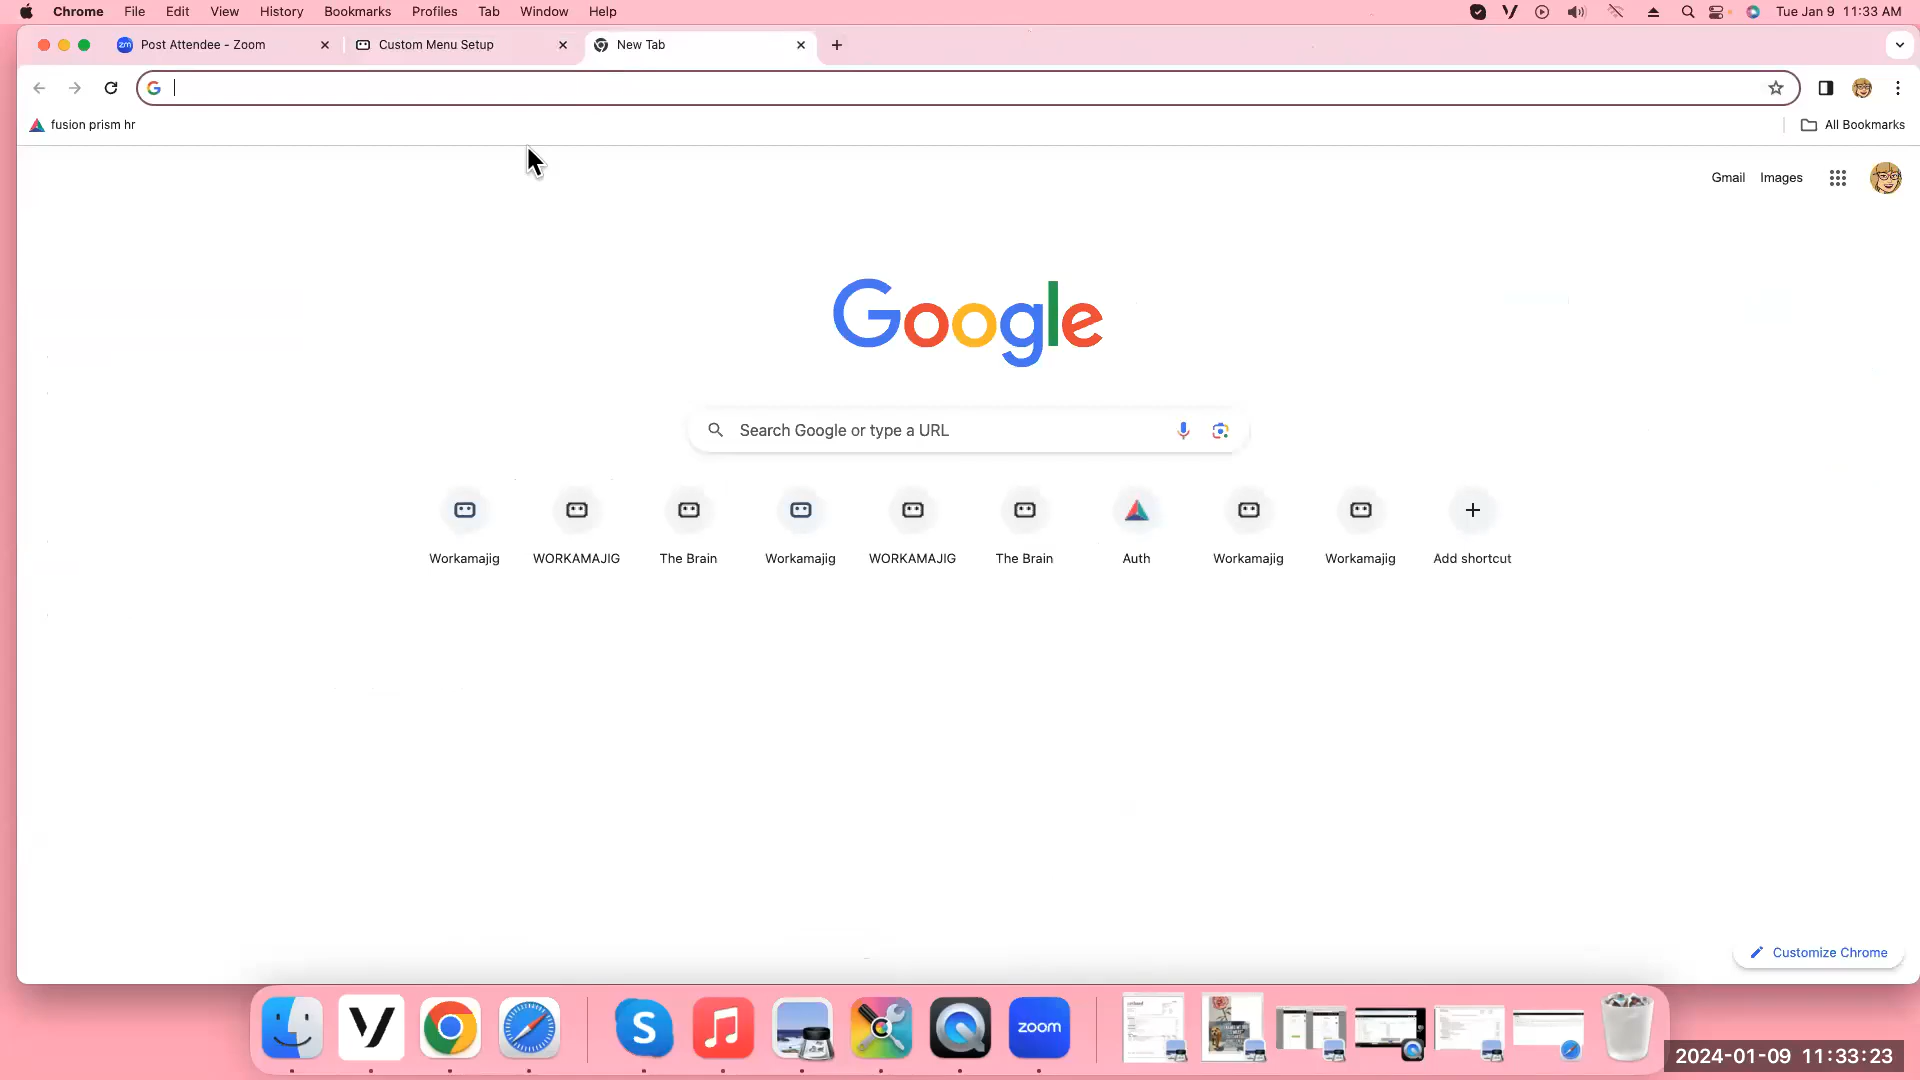 Chrome File Edit View History Bookmarks Profiles Tab Window Help
Tue Jan 9 11:33 AM
zm Post Attendee - Zoom
Custom Menu Setup
New Tab
fusion prism hr
All Bookmarks
Gmail Images
Google
Search Google or type a URL
Workamajig WORKAMAJIG The Brain Workamajig WORKAMAJIG The Brain Auth Workamajig Workamajig Add shortcut
Customize Chrome
zoom
2024-01-09 11:33:23